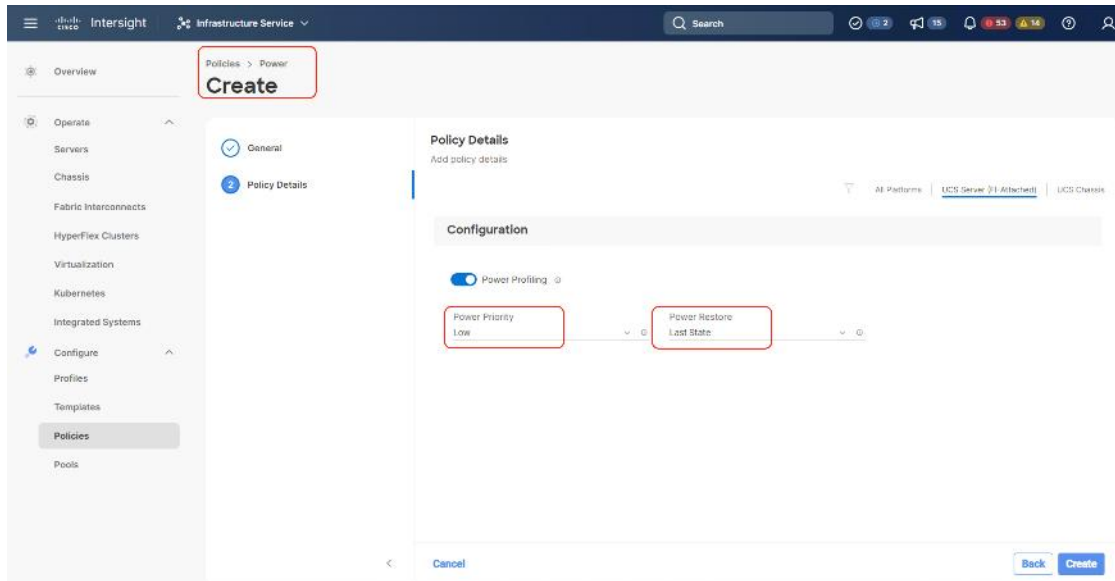 CISCO Intersight
Infrastructure Service
Search
2
15
53
14
Overview
Operate
Servers
Chassis
Fabric Interconnects
HyperFlex Clusters
Virtualization
Kubernetes
Integrated Systems
Configure
Profiles
Templates
Policies
Pools
Policies > Power
Create
General
2 Policy Details
Policy Details
Add policy details
All Platforms | UCS Server (FI-Attached) | UCS Chassis
Configuration
Power Profiling
Power Priority
Low
Power Restore
Last State
< Cancel
Back
Create